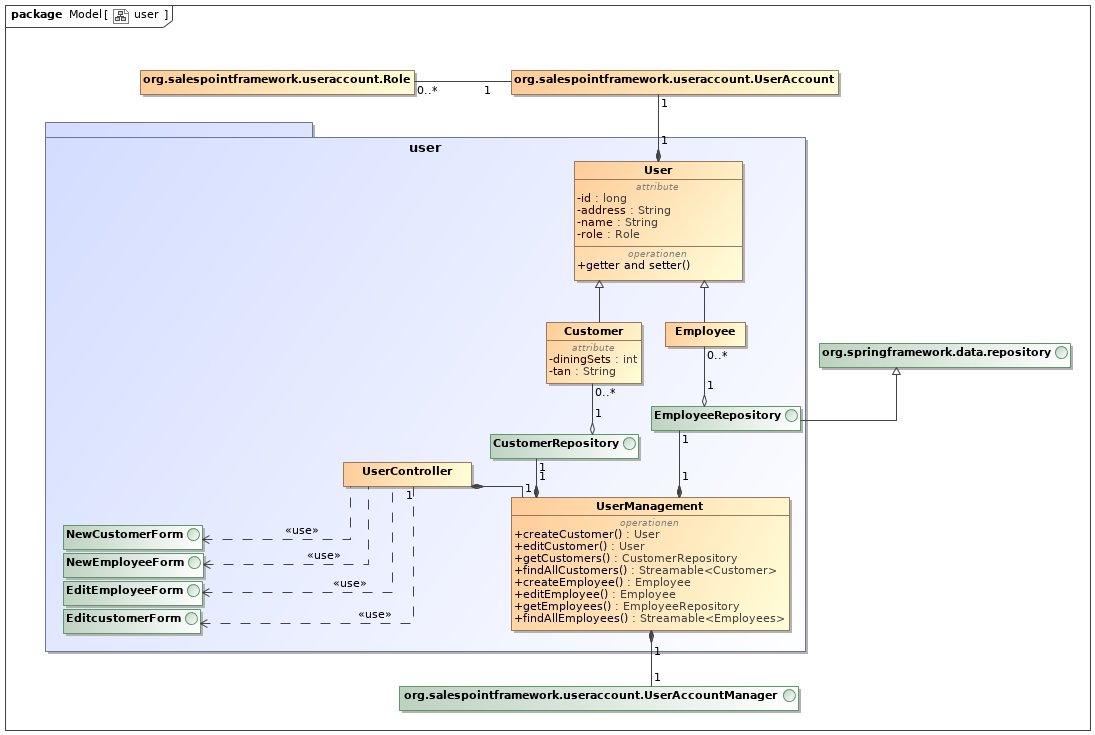 package Model [ user ]
org.salespointframework.useraccount.Role
0..*
1
org.salespointframework.useraccount.UserAccount
1
1
user
User
attribute
-id : long
-address : String
-name : String
-role : Role
operationen
+getter and setter()
Customer
attribute
-diningSets : int
-tan : String
Employee
0..*
1
org.springframework.data.repository
0..*
1
EmployeeRepository
CustomerRepository
1
1
1
1
UserController
1
1
UserManagement
operationen
+createCustomer() : User
+editCustomer() : User
+getCustomers() : CustomerRepository
+findAllCustomers() : Streamable<Customer>
+createEmployee() : Employee
+editEmployee() : Employee
+getEmployees() : EmployeeRepository
+findAllEmployees() : Streamable<Employees>
NewCustomerForm
«use»
NewEmployeeForm
«use»
EditEmployeeForm
«use»
EditcustomerForm
«use»
1
1
org.salespointframework.useraccount.UserAccountManager